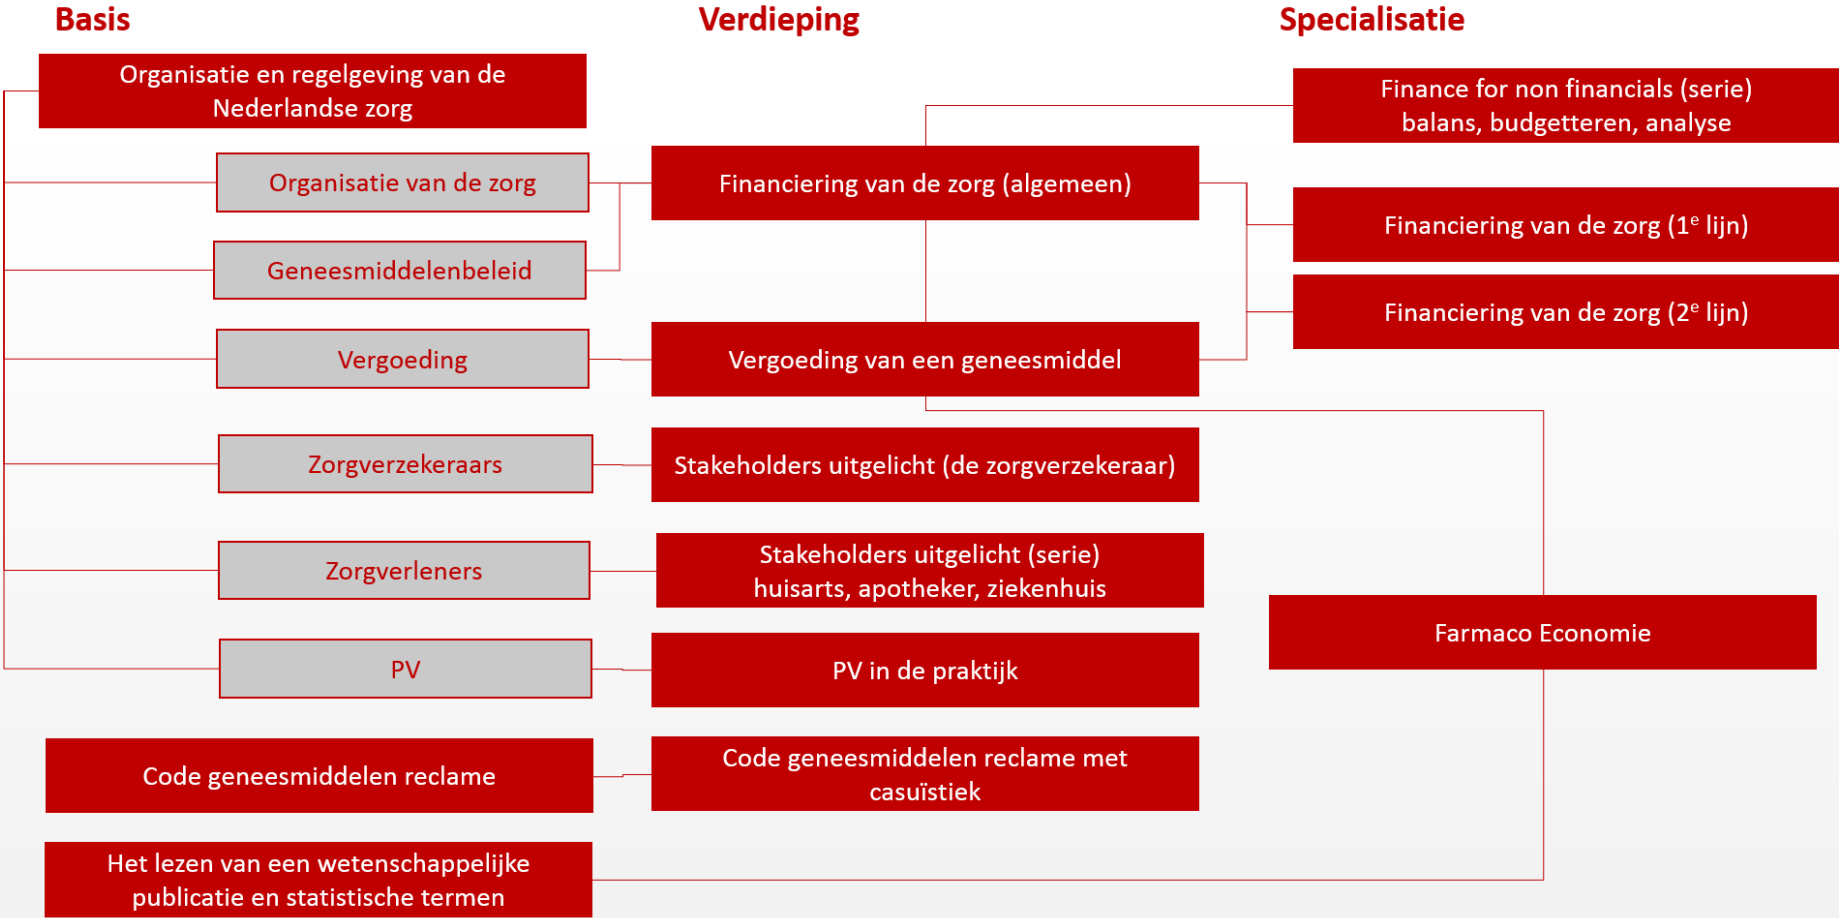 Basis
Verdieping
Specialisatie
Organisatie en regelgeving van de
Nederlandse zorg
Organisatie van de zorg
Geneesmiddelenbeleid
Vergoeding
Zorgverzekeraars
Zorgverleners
PV
Code geneesmiddelen reclame
Het lezen van een wetenschappelijke
publicatie en statistische termen
Financiering van de zorg (algemeen)
Vergoeding van een geneesmiddel
Stakeholders uitgelicht (de zorgverzekeraar)
Stakeholders uitgelicht (serie)
huisarts, apotheker, ziekenhuis
PV in de praktijk
Code geneesmiddelen reclame met
casuïstiek
Finance for non financials (serie)
balans, budgetteren, analyse
Financiering van de zorg (1e lijn)
Financiering van de zorg (2e lijn)
Farmaco Economie